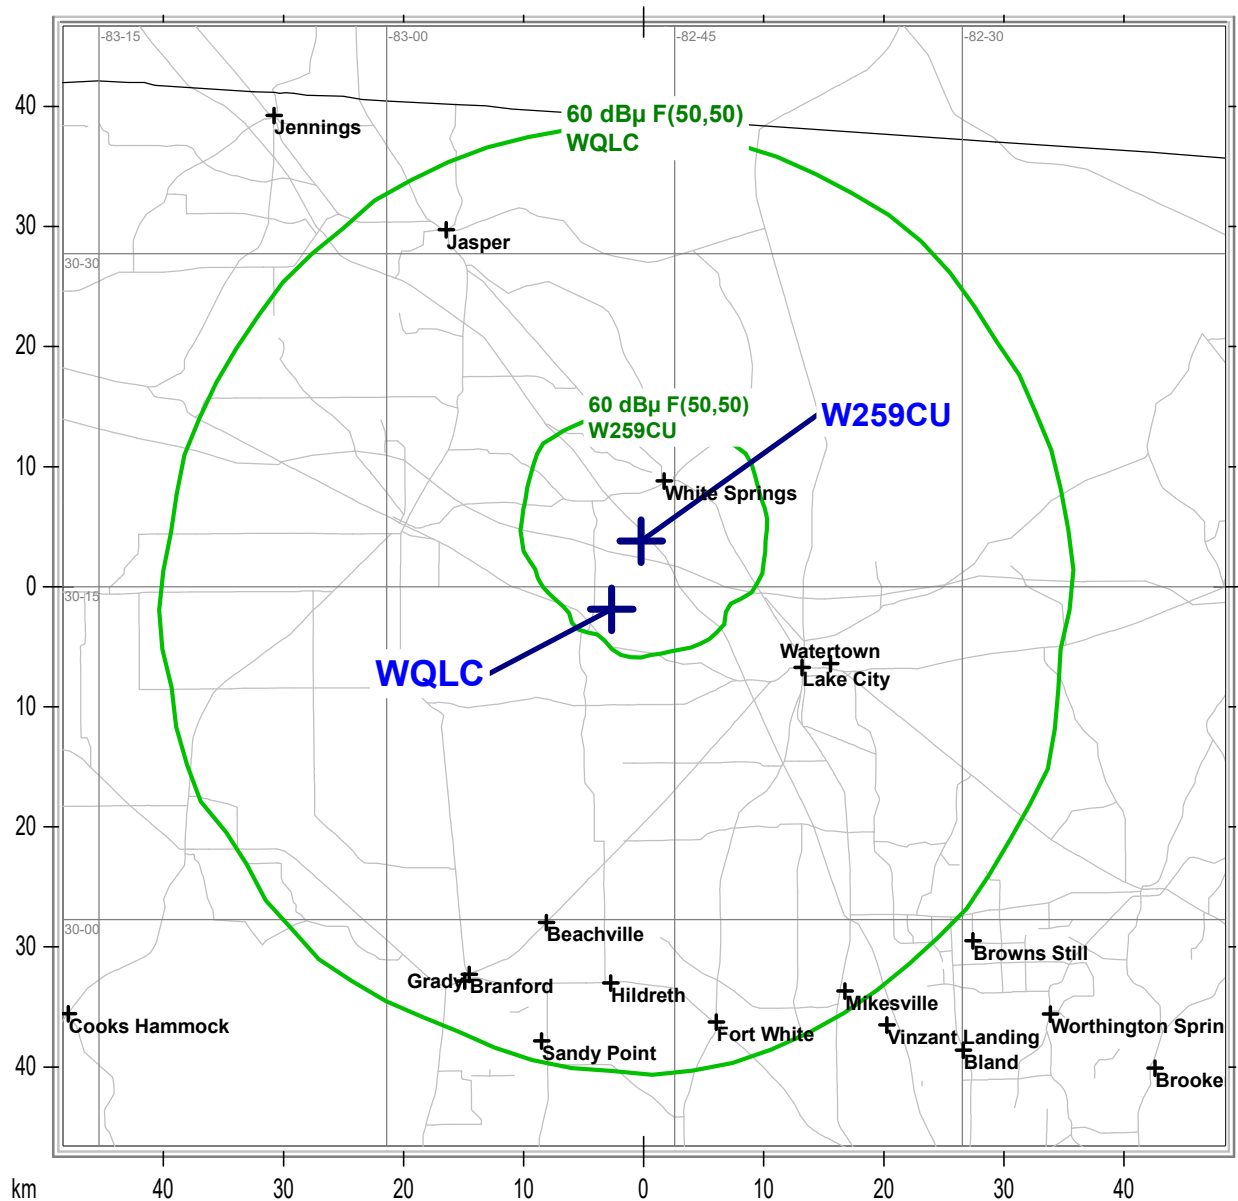 -83-15
-83-00
-82-45
-82-30
40
60 dBµ F(50,50)
WQLC
Jennings
30
Jasper
30-30
20
60 dBµ F(50,50)
W259CU
W259CU
10
White Springs
0
30-15
Watertown
WQLC
Lake City
10
20
30-00
Beachville
30
Browns Still
Grady
Branford
Hildreth
Mikesville
Cooks Hammock
Fort White
Vinzant Landing
Worthington Sprin
Sandy Point
Bland
40
Brooke
km
40
30
20
10
0
10
20
30
40